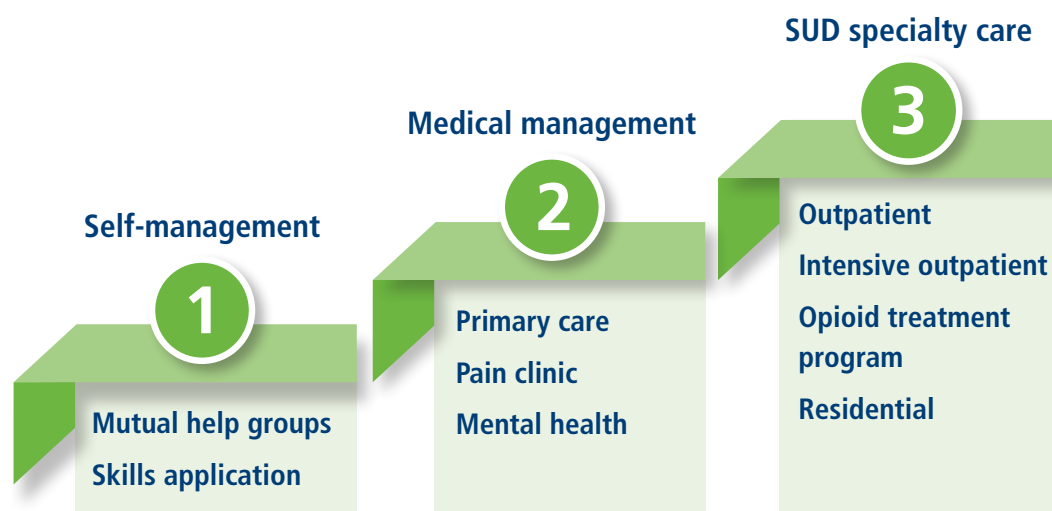 Self-management
1
Mutual help groups
Skills application
Medical management
2
Primary care
Pain clinic
Mental health
SUD specialty care
3
Outpatient
Intensive outpatient
Opioid treatment
program
Residential